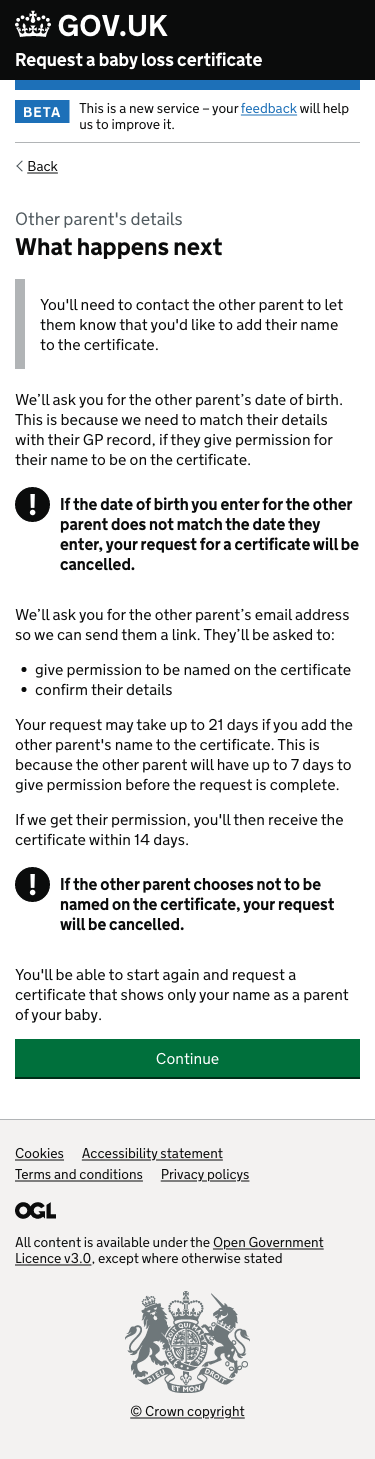 GOV.UK
Request a baby loss certificate
BETA
This is a new service – your feedback will help
us to improve it.
Back
Other parent's details
What happens next
You'll need to contact the other parent to let
them know that you'd like to add their name
to the certificate.
We’ll ask you for the other parent’s date of birth.
This is because we need to match their details
with their GP record, if they give permission for
their name to be on the certificate.
!
If the date of birth you enter for the other
parent does not match the date they
enter, your request for a certificate will be
cancelled.
We’ll ask you for the other parent’s email address
so we can send them a link. They’ll be asked to:
• give permission to be named on the certificate
• confirm their details
Your request may take up to 21 days if you add the
other parent's name to the certificate. This is
because the other parent will have up to 7 days to
give permission before the request is complete.
If we get their permission, you'll then receive the
certificate within 14 days.
!
If the other parent chooses not to be
named on the certificate, your request
will be cancelled.
You'll be able to start again and request a
certificate that shows only your name as a parent
of your baby.
Continue
Cookies Accessibility statement
Terms and conditions Privacy policys
OGL
All content is available under the Open Government
Licence v3.0, except where otherwise stated
DIEU ET MON DROIT
© Crown copyright